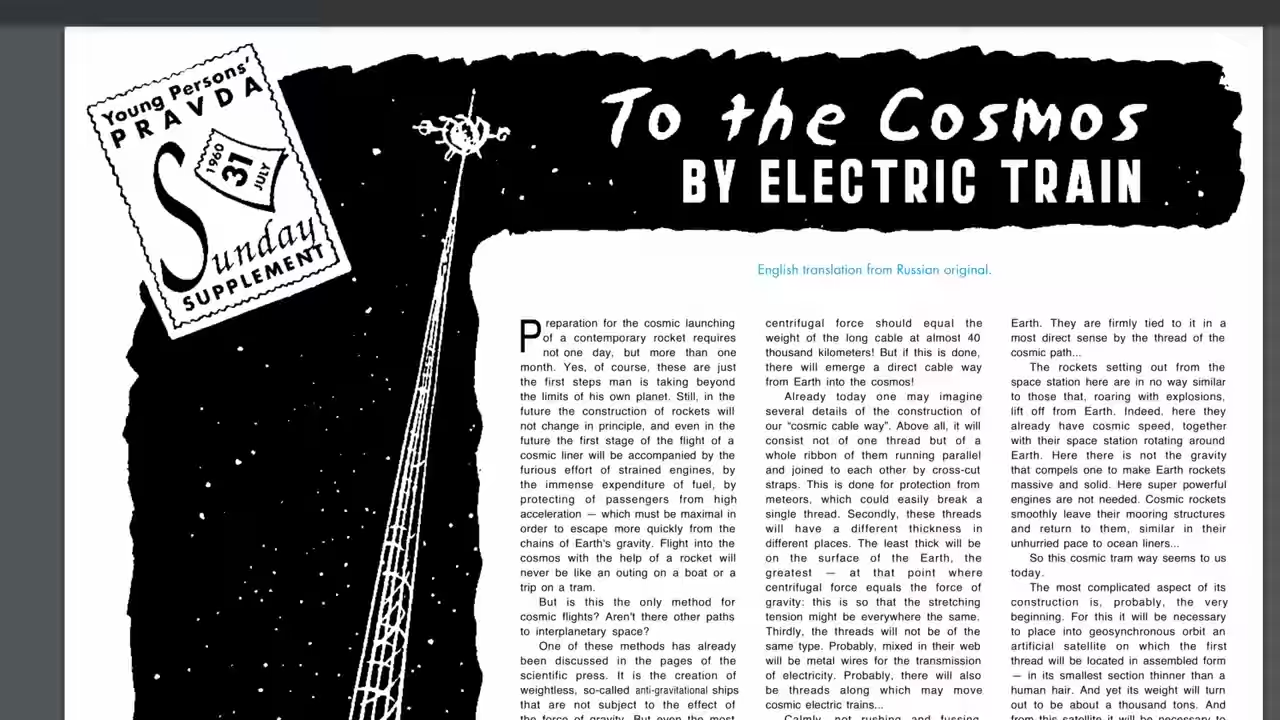 Young Persons'
PRAVDA
1960
31
JULY
Sunday
SUPPLEMENT
To the Cosmos
BY ELECTRIC TRAIN
English translation from Russian original.
Preparation for the cosmic launching
of a contemporary rocket requires
not one day, but more than one
month. Yes, of course, these are just
the first steps man is taking beyond
the limits of his own planet. Still, in the
future the construction of rockets will
not change in principle, and even in the
future the first stage of the flight of a
cosmic liner will be accompanied by the
furious effort of strained engines, by
the immense expenditure of fuel, by
protecting of passengers from high
acceleration — which must be maximal in
order to escape more quickly from the
chains of Earth's gravity. Flight into the
cosmos with the help of a rocket will
never be like an outing on a boat or a
trip on a tram.
But is this the only method for
cosmic flights? Aren't there other paths
to interplanetary space?
One of these methods has already
been discussed in the pages of the
scientific press. It is the creation of
weightless, so-called anti-gravitational ships
that are not subject to the effect of
the force of gravity. But even the most
centrifugal force should equal the
weight of the long cable at almost 40
thousand kilometers! But if this is done,
there will emerge a direct cable way
from Earth into the cosmos!
Already today one may imagine
several details of the construction of
our "cosmic cable way". Above all, it will
consist not of one thread but of a
whole ribbon of them running parallel
and joined to each other by cross-cut
straps. This is done for protection from
meteors, which could easily break a
single thread. Secondly, these threads
will have a different thickness in
different places. The least thick will be
on the surface of the Earth, the
greatest — at that point where
centrifugal force equals the force of
gravity: this is so that the stretching
tension might be everywhere the same.
Thirdly, the threads will not be of the
same type. Probably, mixed in their web
will be metal wires for the transmission
of electricity. Probably, there will also
be threads along which may move
cosmic electric trains...
Calmly, not rushing and fussing,
Earth. They are firmly tied to it in a
most direct sense by the thread of the
cosmic path...
The rockets setting out from the
space station here are in no way similar
to those that, roaring with explosions,
lift off from Earth. Indeed, here they
already have cosmic speed, together
with their space station rotating around
Earth. Here there is not the gravity
that compels one to make Earth rockets
massive and solid. Here super powerful
engines are not needed. Cosmic rockets
smoothly leave their mooring structures
and return to them, similar in their
unhurried pace to ocean liners...
So this cosmic tram way seems to us
today.
The most complicated aspect of its
construction is, probably, the very
beginning. For this it will be necessary
to place into geosynchronous orbit an
artificial satellite on which the first
thread will be located in assembled form
— in its smallest section thinner than a
human hair. And yet its weight will turn
out to be about a thousand tons. And
from this satellite it will be necessary to